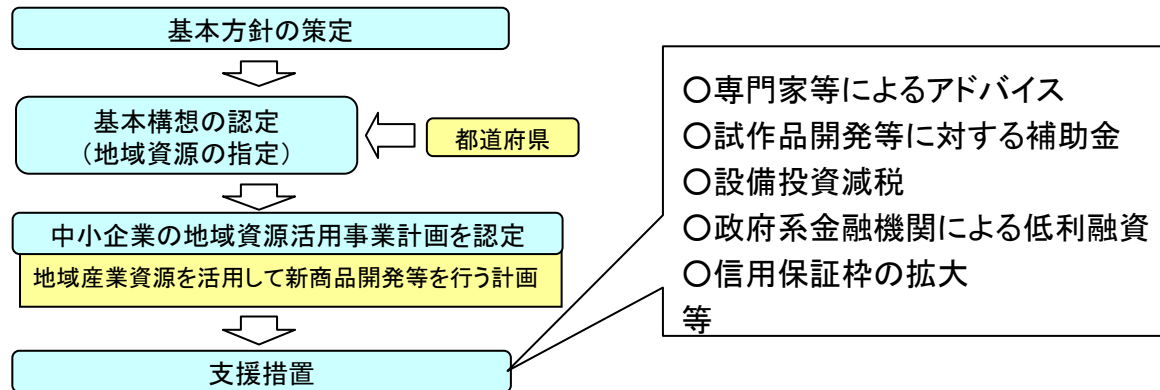 基本方針の策定
基本構想の認定
（地域資源の指定）
都道府県
中小企業の地域資源活用事業計画を認定
地域産業資源を活用して新商品開発等を行う計画
支援措置
○専門家等によるアドバイス
○試作品開発等に対する補助金
○設備投資減税
○政府系金融機関による低利融資
○信用保証枠の拡大
等